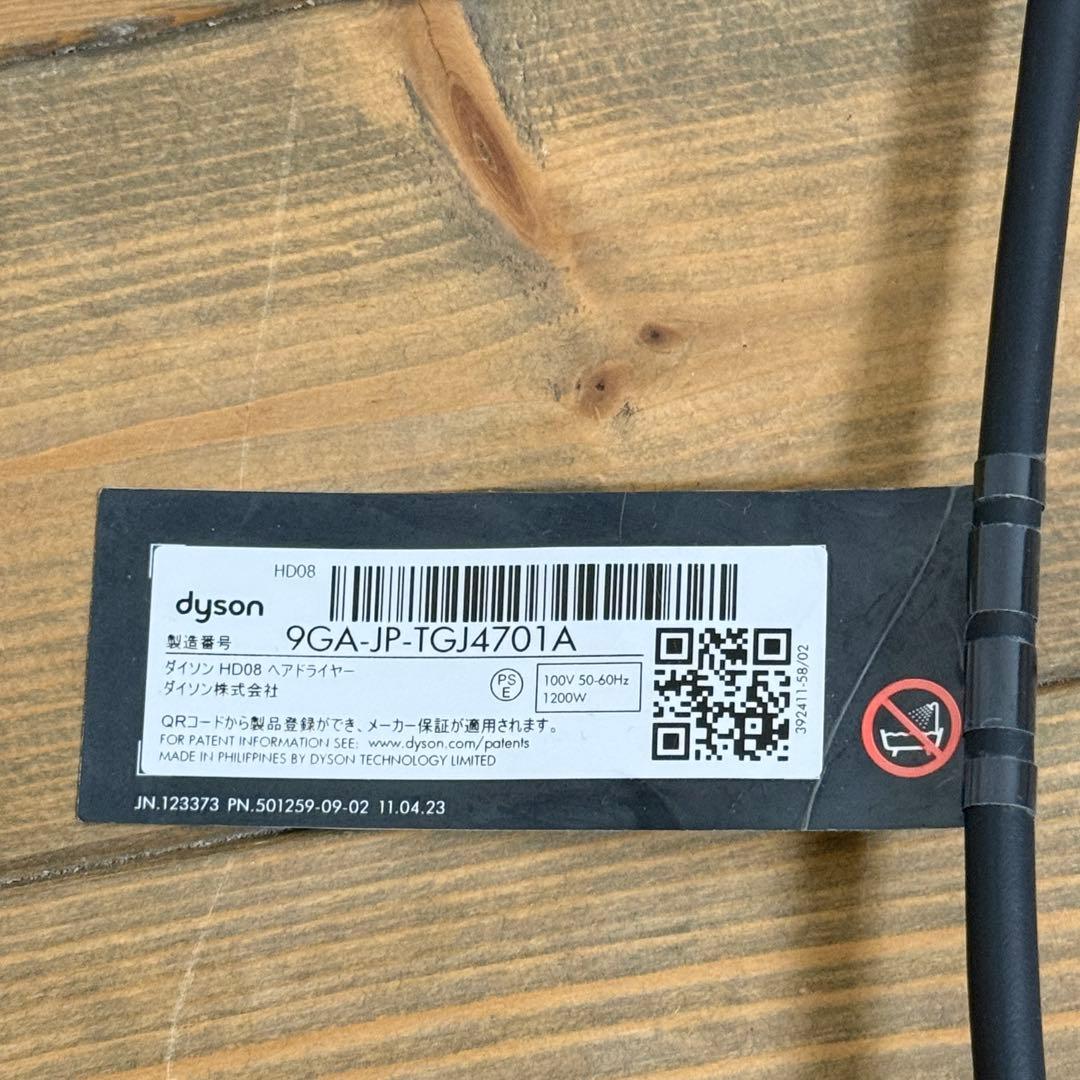 HD08
dyson
製造番号 9GA-JP-TGJ4701A
ダイソン HD08 ヘアドライヤー
ダイソン株式会社
PS
E
100V 50-60Hz
1200W
392411-58/02
QRコードから製品登録ができ、メーカー保証が適用されます。
FOR PATENT INFORMATION SEE: www.dyson.com/patents
MADE IN PHILIPPINES BY DYSON TECHNOLOGY LIMITED
JN.123373 PN.501259-09-02 11.04.23